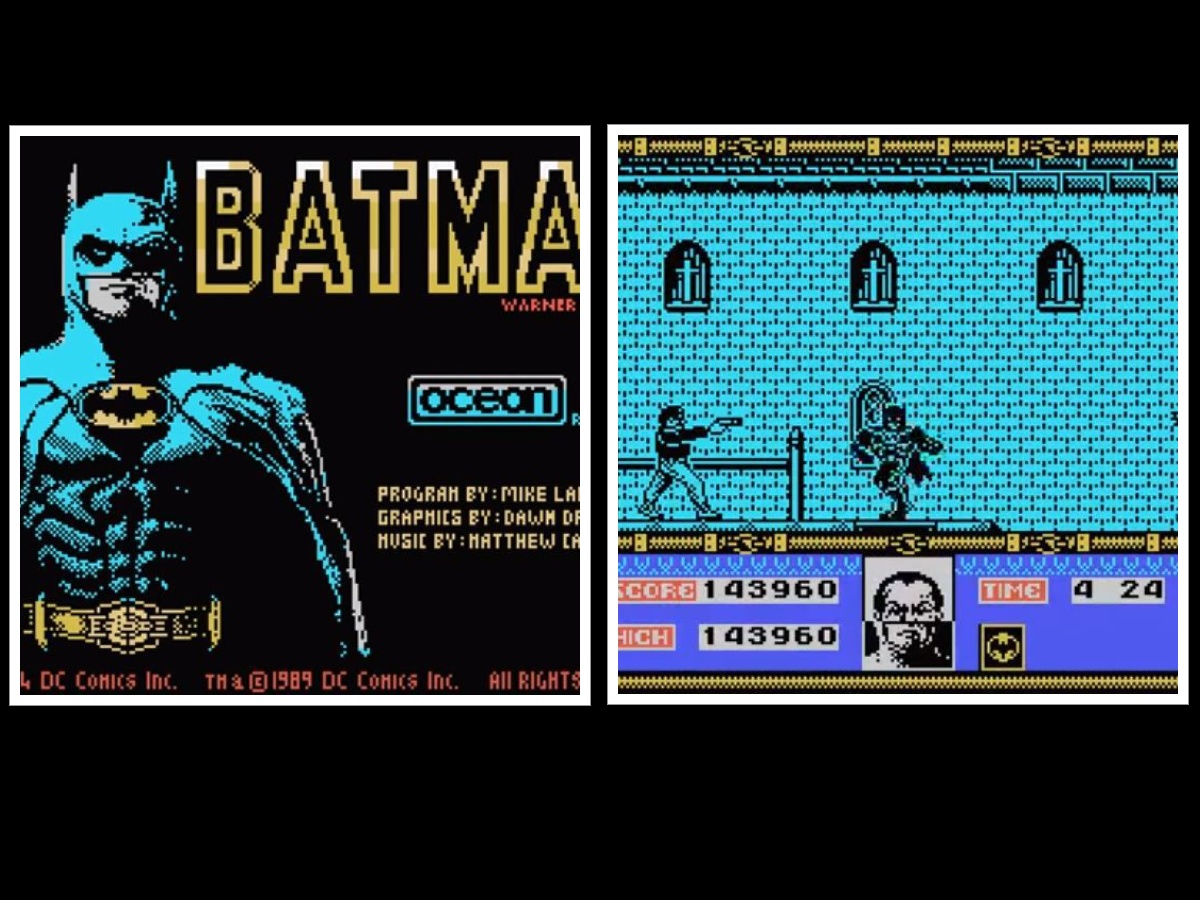 BATMA
WARNER
ocean
PROGRAM BY: MIKE LA
GRAPHICS BY: DAWN DR
MUSIC BY: MATTHEW CA
4 DC COMICS INC. TM & © 1989 DC COMICS INC. All RIGHTS
SCORE 143960
TIME 4 24
HIGH 143960